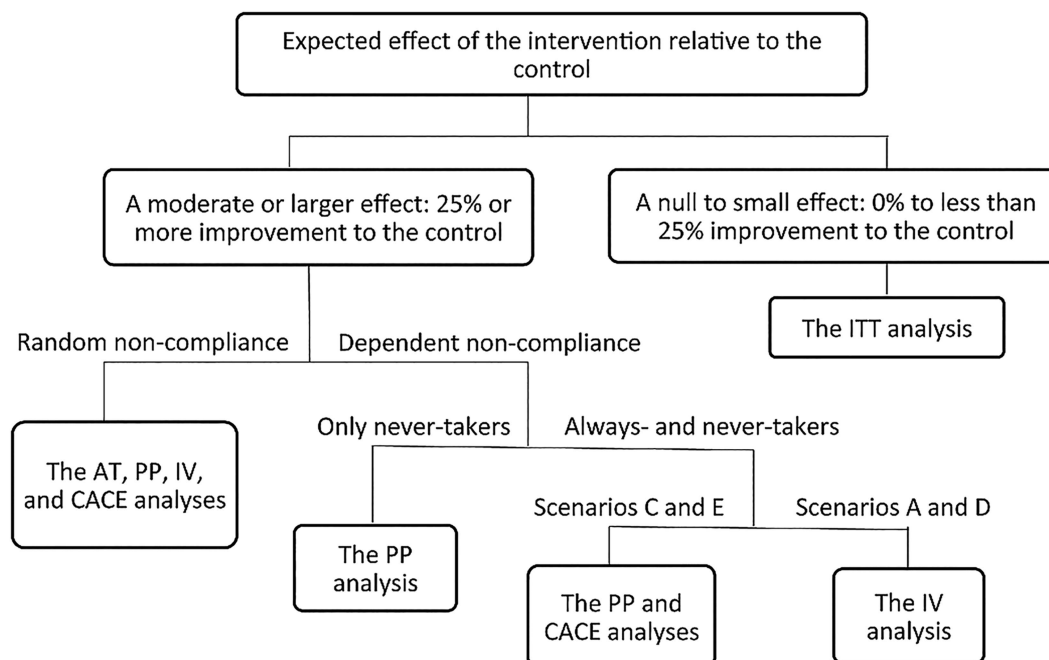 Expected effect of the intervention relative to the
control
A moderate or larger effect: 25% or
more improvement to the control
A null to small effect: 0% to less than
25% improvement to the control
The ITT analysis
Random non-compliance
Dependent non-compliance
The AT, PP, IV,
and CACE analyses
Only never-takers
Always- and never-takers
The PP
analysis
Scenarios C and E
Scenarios A and D
The PP and
CACE analyses
The IV
analysis